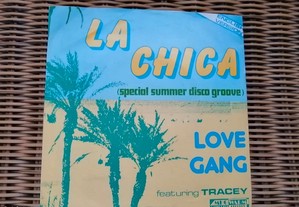 LA
CHICA
(special summer disco groove)
LOVE
GANG
featuring TRACEY